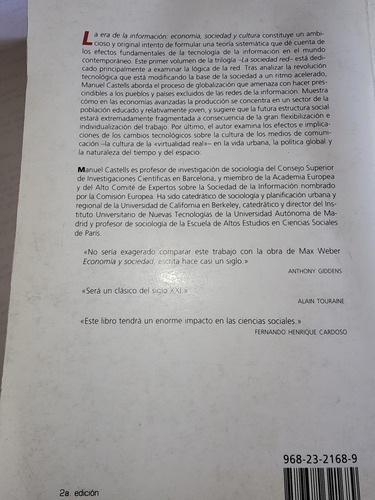 La era de la información: economía, sociedad y cultura constituye un am-
bicioso y original intento de formular una teoría sistemática que dé cuenta de
los efectos fundamentales de la tecnología de la información en el mundo
contemporáneo. Este primer volumen de la trilogía –La sociedad red– está de-
dicado principalmente a examinar la lógica de la red. Tras analizar la revolución
tecnológica que está modificando la base de la sociedad a un ritmo acelerado,
Manuel Castells aborda el proceso de globalización que amenaza con hacer pres-
cindibles a los pueblos y países excluidos de las redes de la información. Muestra
cómo en las economías avanzadas la producción se concentra en un sector de la
población educado y relativamente joven, y sugiere que la futura estructura social
estará extremadamente fragmentada a consecuencia de la gran flexibilización e
individualización del trabajo. Por último, el autor examina los efectos e implica-
ciones de los cambios tecnológicos sobre la cultura de los medios de comuni-
cación –la cultura de la «virtualidad real»– en la vida urbana, la política global y
la naturaleza del tiempo y del espacio.
Manuel Castells es profesor de investigación de sociología del Consejo Superior
de Investigaciones Científicas en Barcelona, y miembro de la Academia Europea
y del Alto Comité de Expertos sobre la Sociedad de la Información nombrado
por la Comisión Europea. Ha sido catedrático de sociología y planificación urbana y
regional de la Universidad de California en Berkeley, catedrático y director del Ins-
tituto Universitario de Nuevas Tecnologías de la Universidad Autónoma de Ma-
drid y profesor de sociología de la Escuela de Altos Estudios en Ciencias Sociales
de París.
«No sería exagerado comparar este trabajo con la obra de Max Weber
Economía y sociedad, escrita hace casi un siglo.»
ANTHONY GIDDENS
«Será un clásico del siglo XXI.»
ALAIN TOURAINE
«Este libro tendrá un enorme impacto en las ciencias sociales.»
FERNANDO HENRIQUE CARDOSO
968-23-2168-9
2a. edición